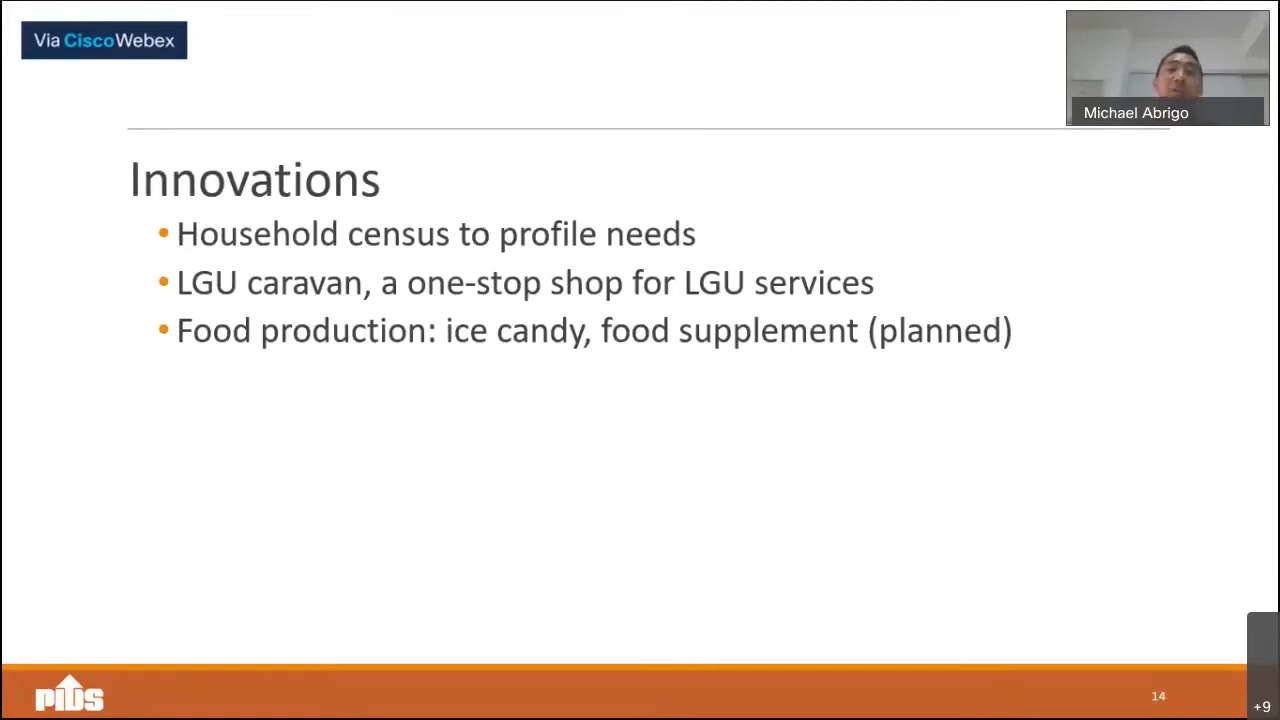 Via CiscoWebex
Michael Abrigo
Innovations
• Household census to profile needs
• LGU caravan, a one-stop shop for LGU services
• Food production: ice candy, food supplement (planned)
PIDS
14
+9